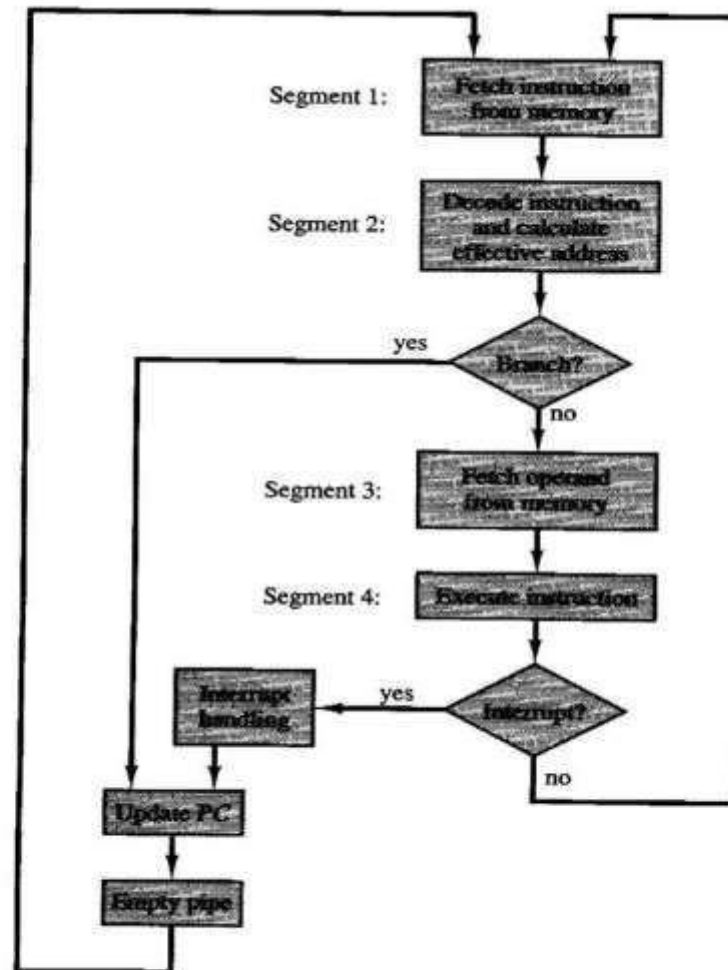 Segment 1:
Fetch instruction
from memory
Segment 2:
Decode instruction
and calculate
effective address
Branch?
yes
no
Segment 3:
Fetch operand
from memory
Segment 4:
Execute instruction
Interrupt?
yes
no
Interrupt
handling
Update PC
Empty pipe